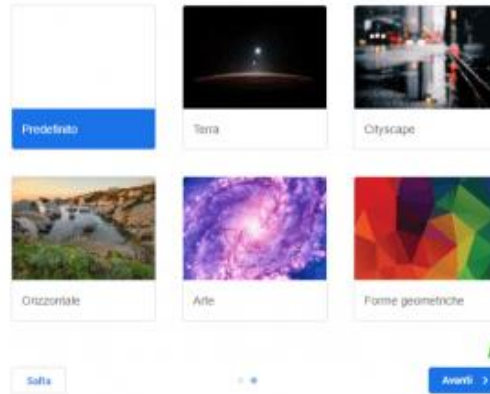 Predefinito
Terra
Cityscape
Orizzontale
Arte
Forme geometriche
Salta
Avanti